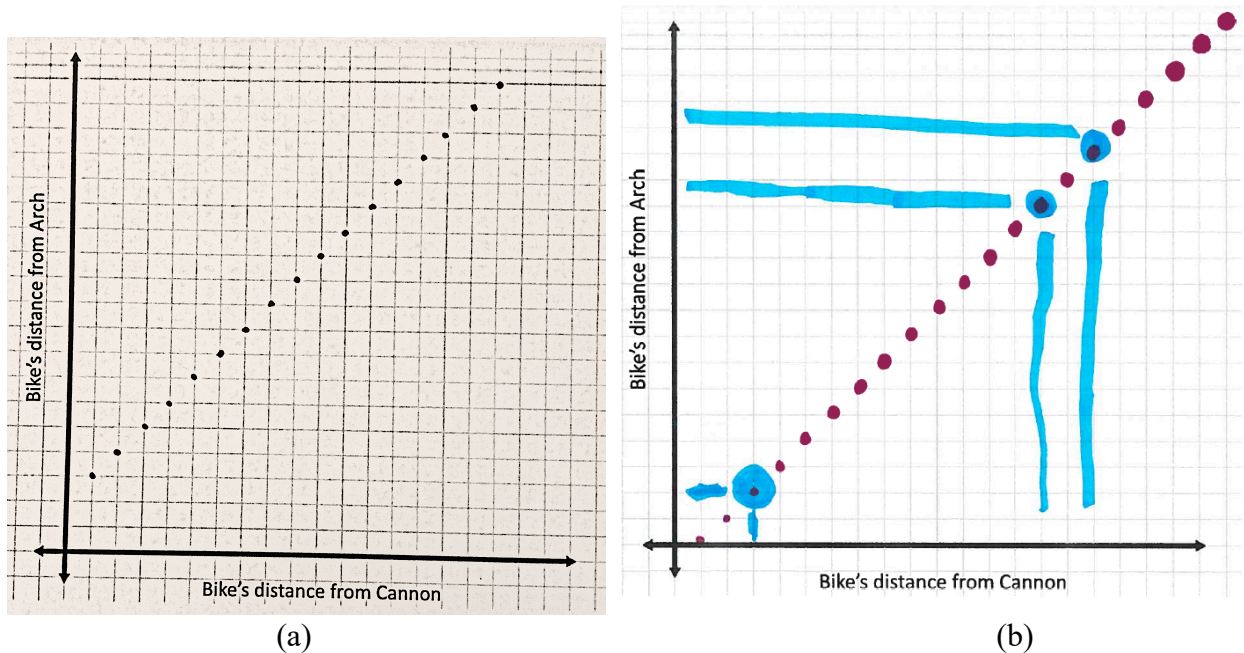 Bike's distance from Arch
Bike's distance from Cannon
(a)
Bike's distance from Arch
Bike's distance from Cannon
(b)